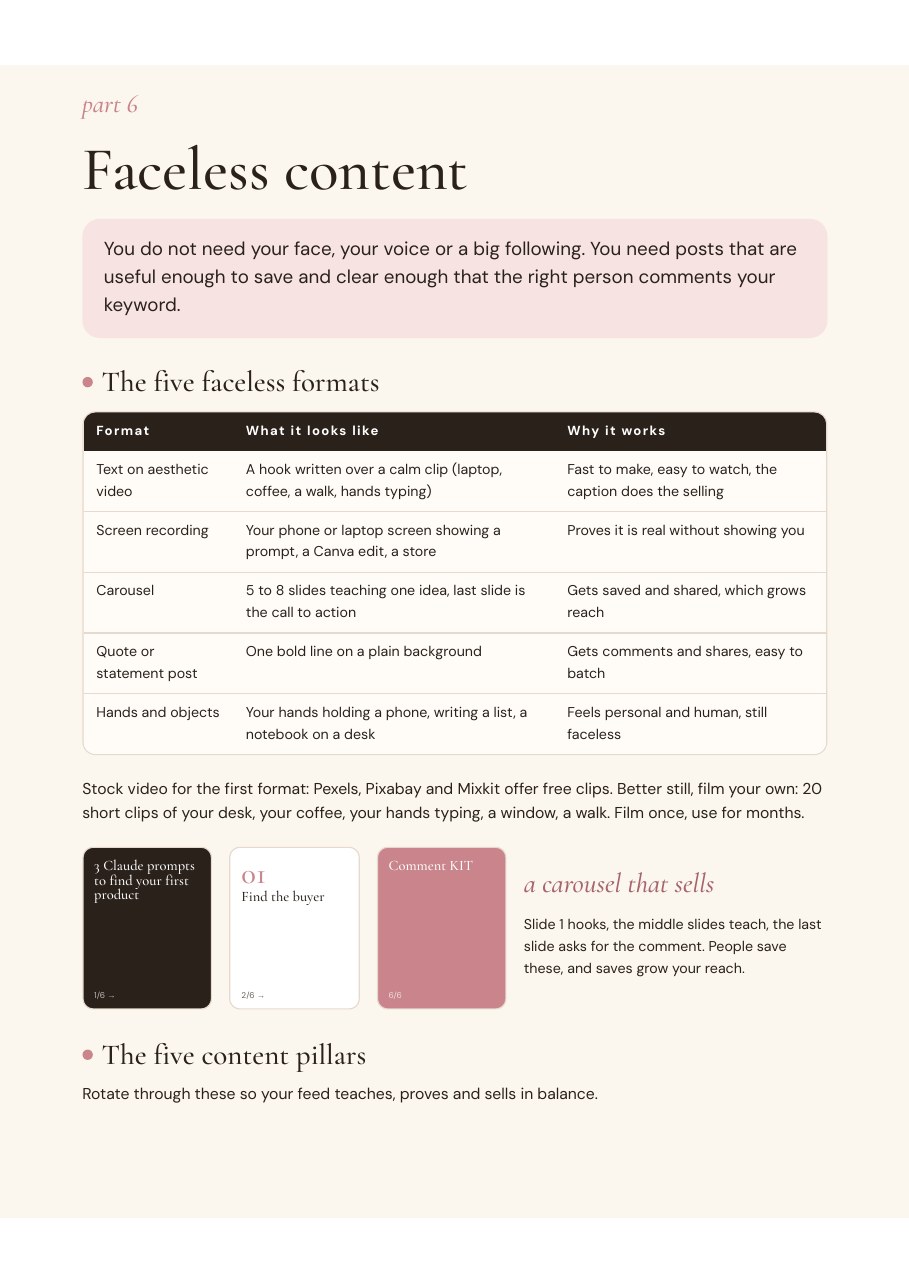 part 6
Faceless content
You do not need your face, your voice or a big following. You need posts that are
useful enough to save and clear enough that the right person comments your
keyword.
The five faceless formats
Format What it looks like Why it works
Text on aesthetic video A hook written over a calm clip (laptop, coffee, a walk, hands typing) Fast to make, easy to watch, the caption does the selling
Screen recording Your phone or laptop screen showing a prompt, a Canva edit, a store Proves it is real without showing you
Carousel 5 to 8 slides teaching one idea, last slide is the call to action Gets saved and shared, which grows reach
Quote or statement post One bold line on a plain background Gets comments and shares, easy to batch
Hands and objects Your hands holding a phone, writing a list, a notebook on a desk Feels personal and human, still faceless
Stock video for the first format: Pexels, Pixabay and Mixkit offer free clips. Better still, film your own: 20
short clips of your desk, your coffee, your hands typing, a window, a walk. Film once, use for months.
3 Claude prompts
to find your first
product
1/6 →
01
Find the buyer
2/6 →
Comment KIT
6/6
a carousel that sells
Slide 1 hooks, the middle slides teach, the last
slide asks for the comment. People save
these, and saves grow your reach.
The five content pillars
Rotate through these so your feed teaches, proves and sells in balance.